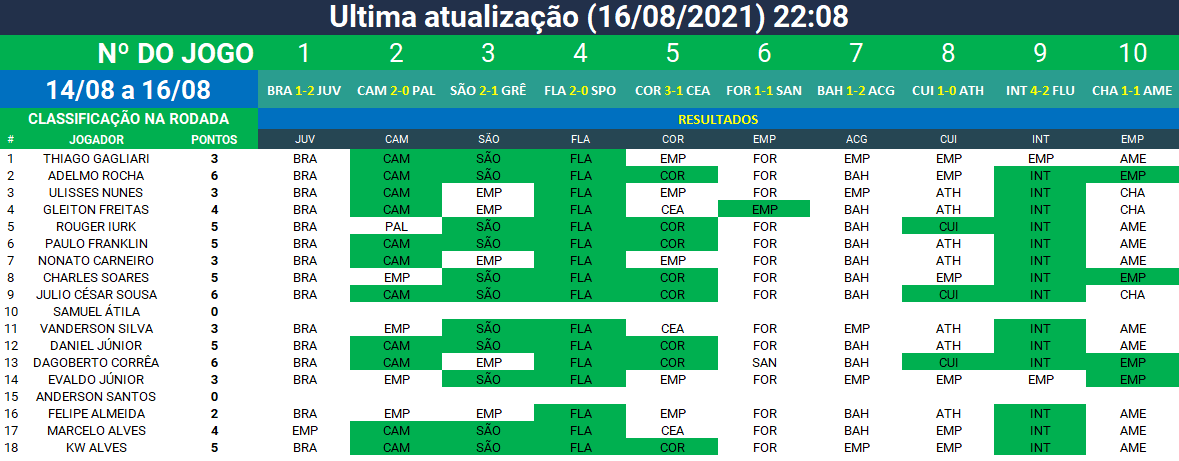 Ultima atualização (16/08/2021) 22:08
Nº DO JOGO 1 2 3 4 5 6 7 8 9 10
14/08 a 16/08 BRA 1-2 JUV CAM 2-0 PAL SÃO 2-1 GRÊ FLA 2-0 SPO COR 3-1 CEA FOR 1-1 SAN BAH 1-2 ACG CUI 1-0 ATH INT 4-2 FLU CHA 1-1 AME
CLASSIFICAÇÃO NA RODADA RESULTADOS
# JOGADOR PONTOS JUV CAM SÃO FLA COR EMP ACG CUI INT EMP
1 THIAGO GAGLIARI 3 BRA CAM SÃO FLA EMP FOR EMP EMP EMP AME
2 ADELMO ROCHA 6 BRA CAM SÃO FLA COR FOR BAH EMP INT EMP
3 ULISSES NUNES 3 BRA CAM EMP FLA EMP FOR EMP ATH INT CHA
4 GLEITON FREITAS 4 BRA CAM EMP FLA CEA EMP BAH ATH INT CHA
5 ROUGER IURK 5 BRA PAL SÃO FLA COR FOR BAH CUI INT AME
6 PAULO FRANKLIN 5 BRA CAM SÃO FLA COR FOR BAH ATH INT AME
7 NONATO CARNEIRO 3 BRA CAM EMP FLA EMP FOR BAH ATH INT AME
8 CHARLES SOARES 5 BRA EMP SÃO FLA COR FOR BAH EMP INT EMP
9 JULIO CÉSAR SOUSA 6 BRA CAM SÃO FLA COR FOR BAH CUI INT CHA
10 SAMUEL ÁTILA 0
11 VANDERSON SILVA 3 BRA EMP SÃO FLA CEA FOR EMP ATH INT AME
12 DANIEL JÚNIOR 5 BRA CAM SÃO FLA COR FOR BAH ATH INT AME
13 DAGOBERTO CORRÊA 6 BRA CAM EMP FLA COR SAN BAH CUI INT EMP
14 EVALDO JÚNIOR 3 BRA EMP SÃO FLA EMP FOR EMP EMP EMP EMP
15 ANDERSON SANTOS 0
16 FELIPE ALMEIDA 2 BRA EMP EMP FLA EMP FOR BAH ATH INT AME
17 MARCELO ALVES 4 EMP CAM SÃO FLA CEA FOR BAH EMP INT AME
18 KW ALVES 5 BRA CAM SÃO FLA COR FOR EMP EMP INT AME